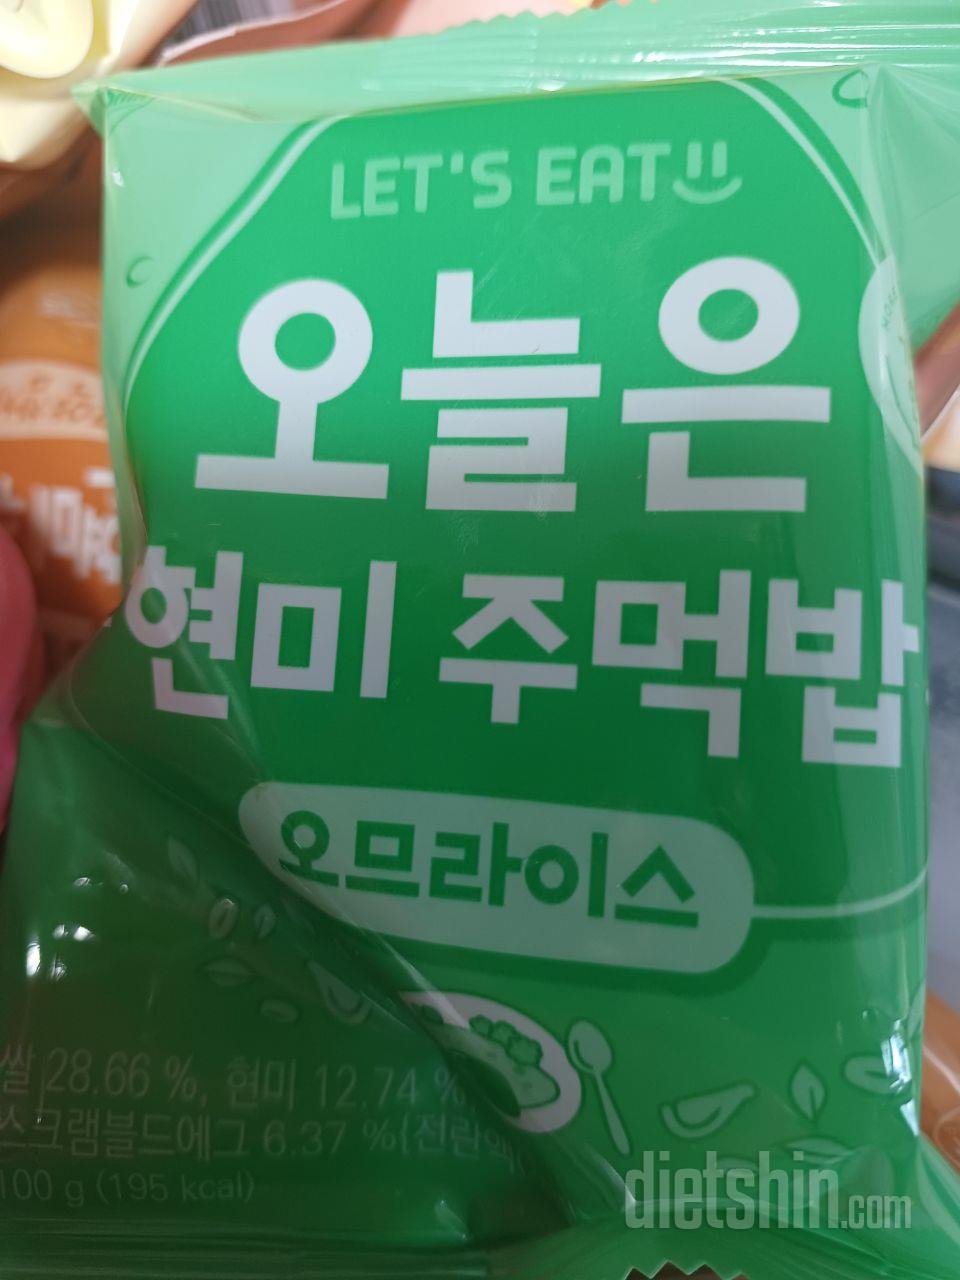 LET'S EAT
오늘은
현미 주먹밥
오므라이스
쌀 28.66 %, 현미 12.74 %,
스크램블드에그 6.37 %(전란액
100 g (195 kcal)
dietshin.com